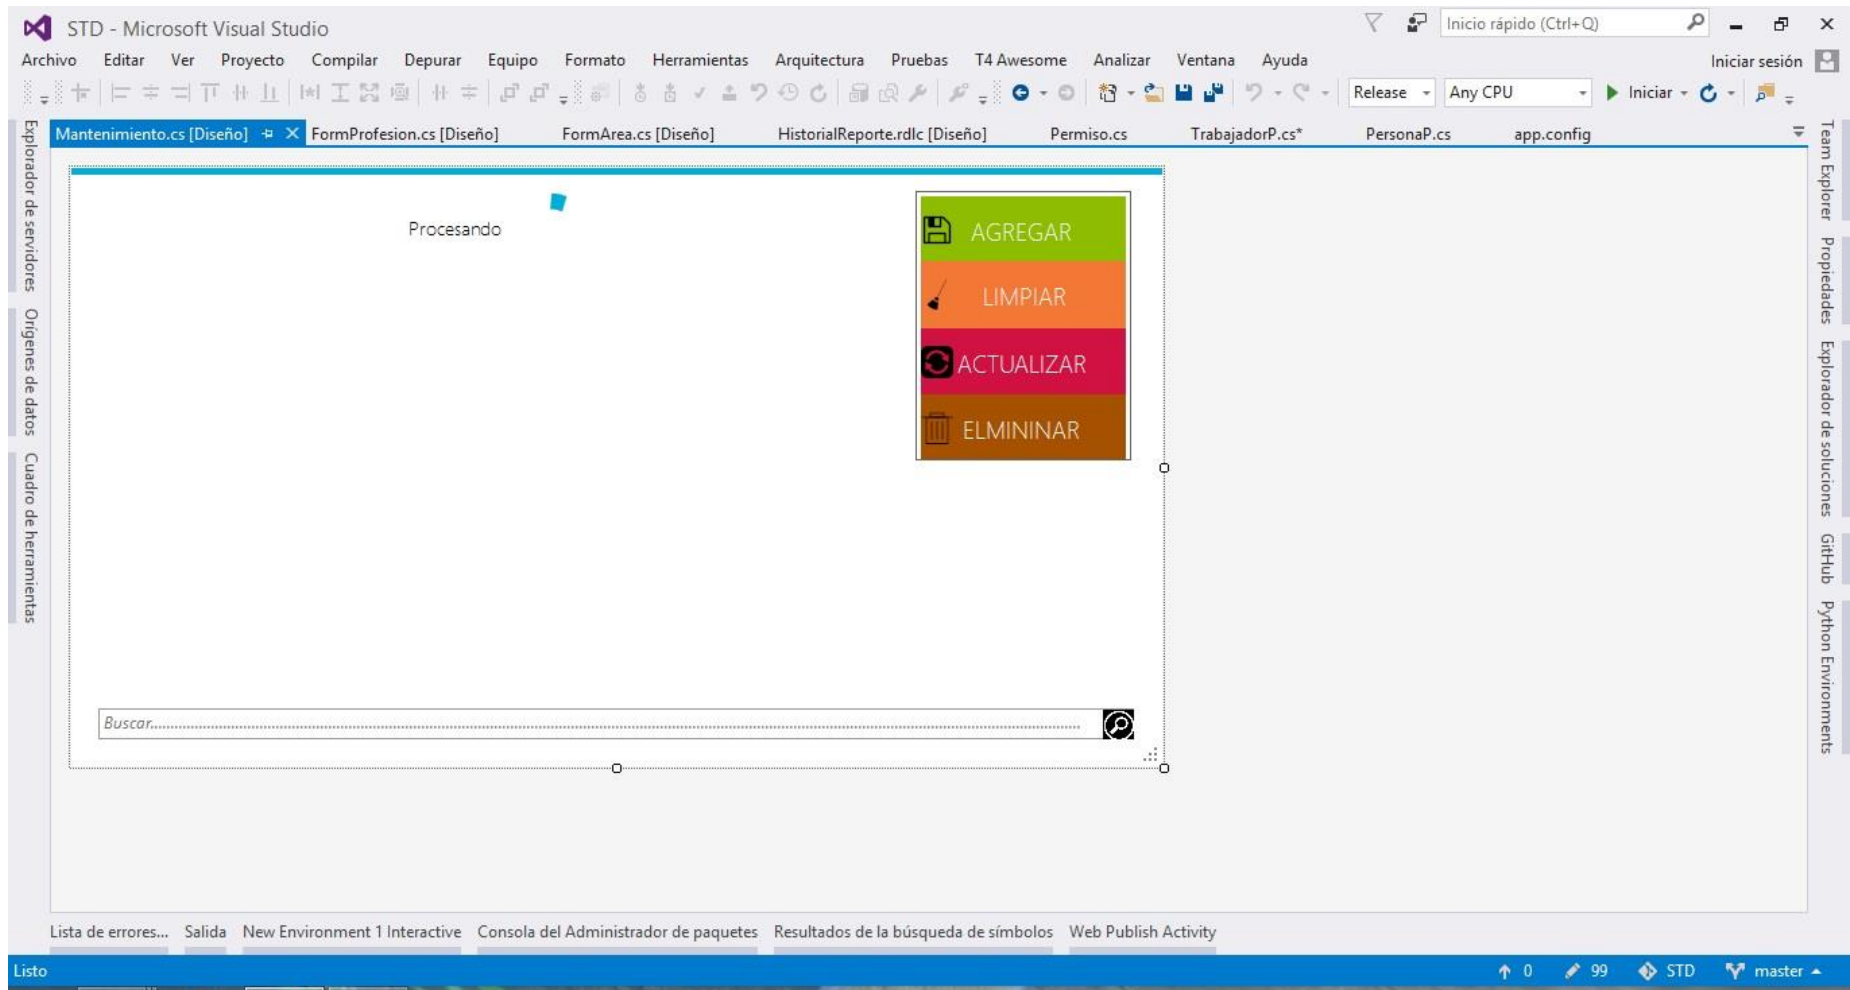 STD - Microsoft Visual Studio
Inicio rápido (Ctrl+Q)
Archivo Editar Ver Proyecto Compilar Depurar Equipo Formato Herramientas Arquitectura Pruebas T4 Awesome Analizar Ventana Ayuda
Iniciar sesión
Release Any CPU Iniciar
Mantenimiento.cs [Diseño] FormProfesion.cs [Diseño] FormArea.cs [Diseño] HistorialReporte.rdlc [Diseño] Permiso.cs TrabajadorP.cs* PersonaP.cs app.config
Explorador de servidores
Orígenes de datos
Cuadro de herramientas
Procesando
AGREGAR
LIMPIAR
ACTUALIZAR
ELMININAR
Buscar..........................................................................................................................
Team Explorer
Propiedades
Explorador de soluciones
GitHub
Python Environments
Lista de errores... Salida New Environment 1 Interactive Consola del Administrador de paquetes Resultados de la búsqueda de símbolos Web Publish Activity
Listo
0 99 STD master